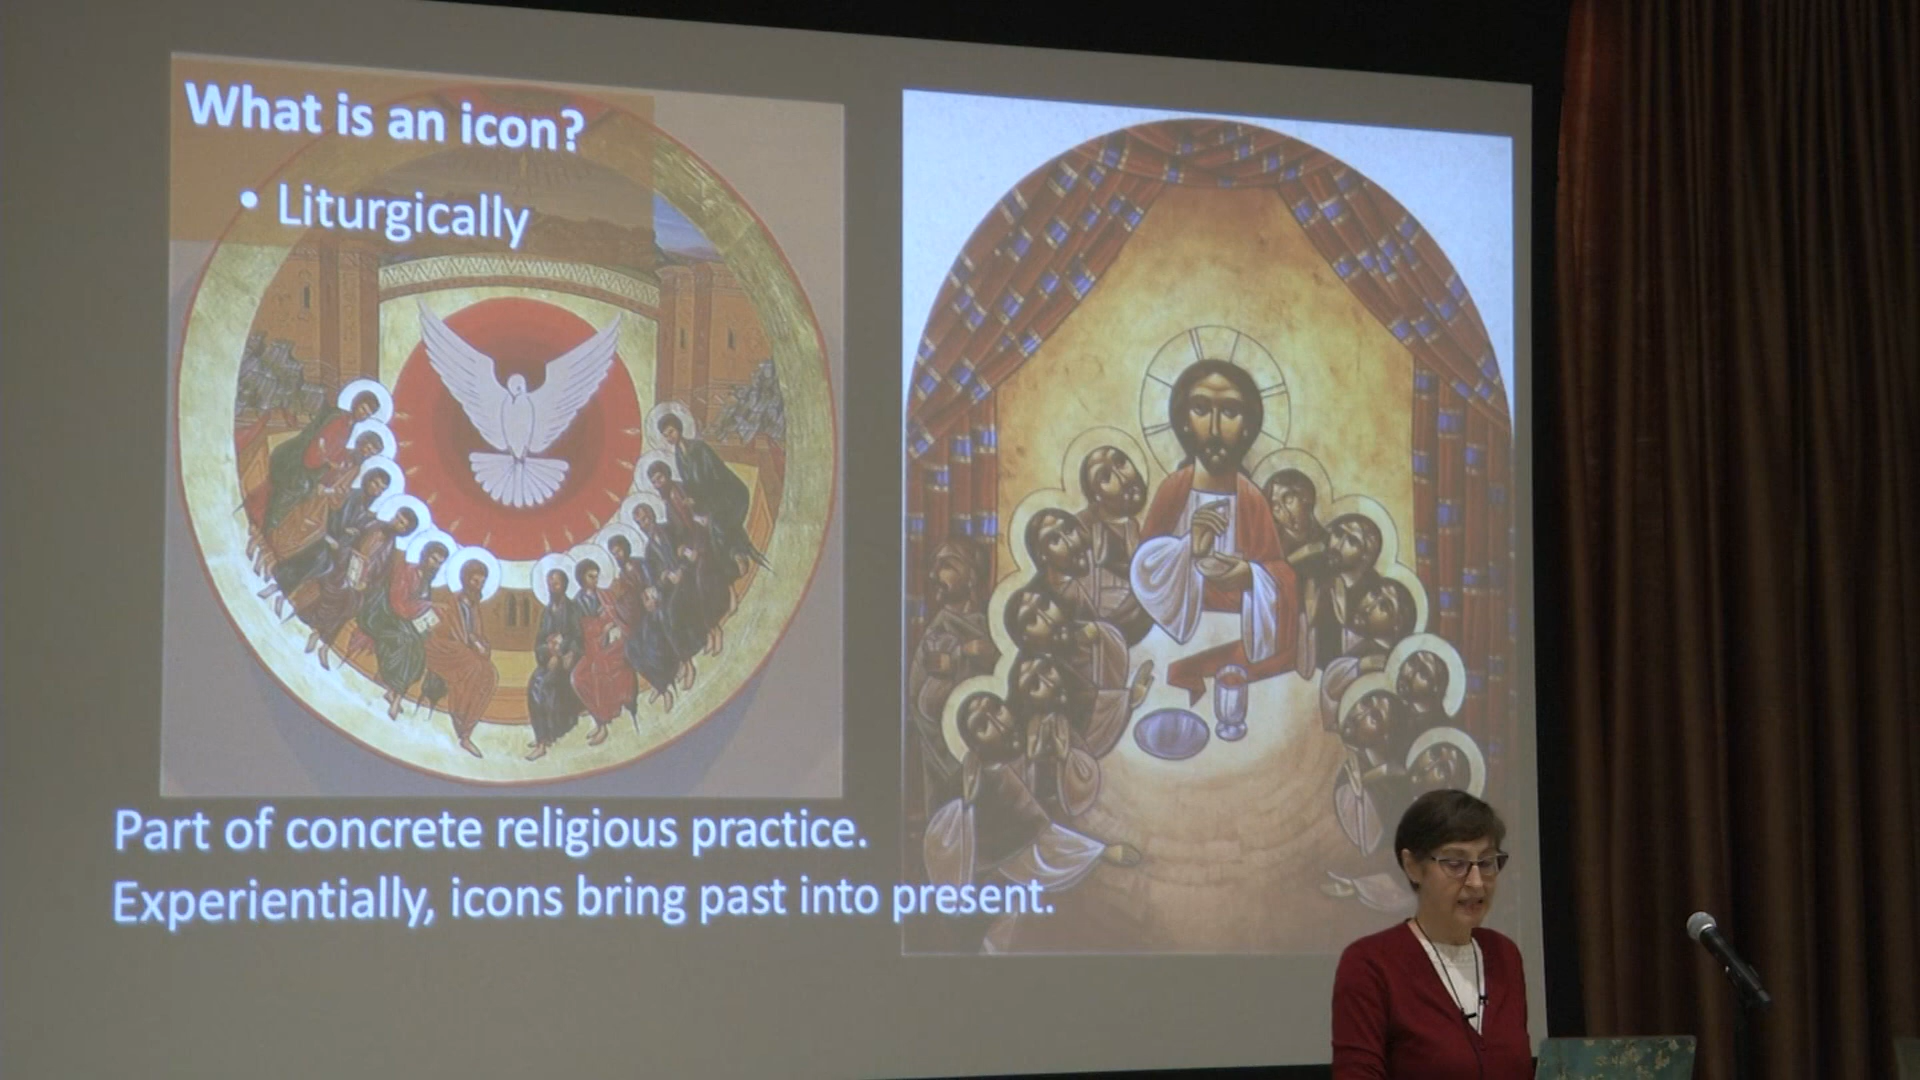 What is an icon?
• Liturgically
Part of concrete religious practice.
Experientially, icons bring past into present.